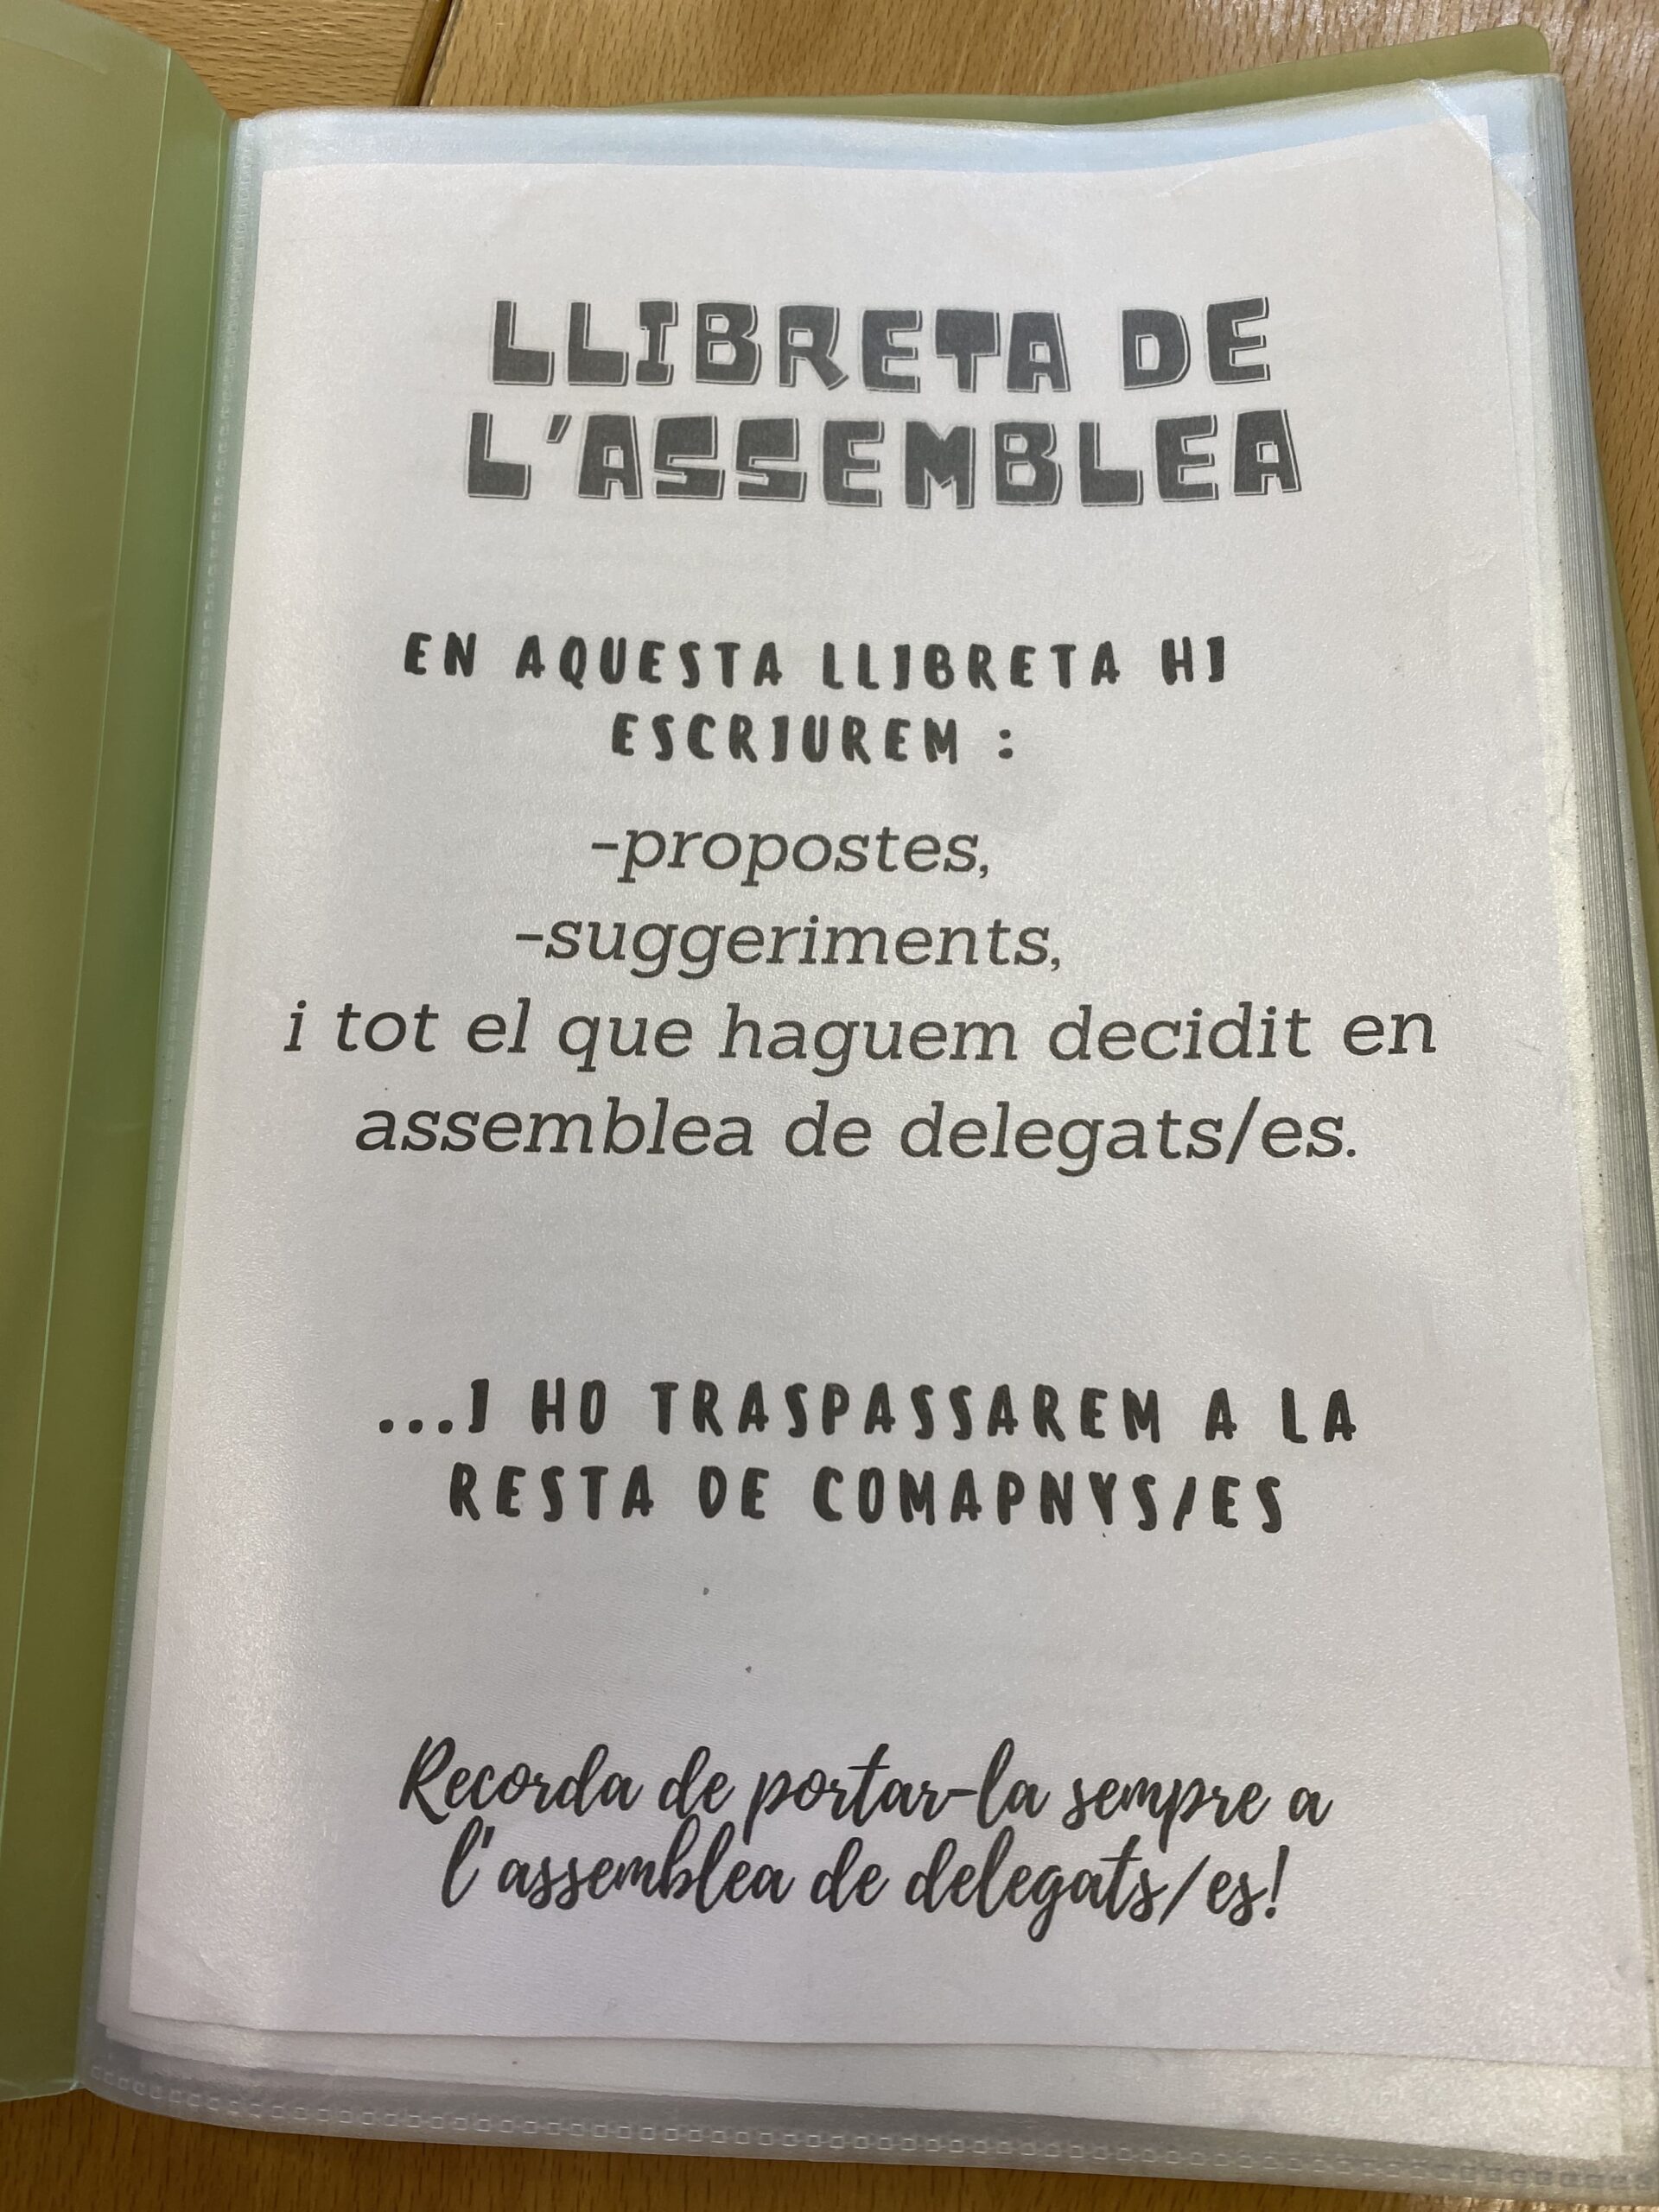 LLIBRETA DE
L'ASSEMBLEA
EN AQUESTA LLIBRETA HI
ESCRIUREM :
-propostes,
-suggeriments,
i tot el que haguem decidit en
assemblea de delegats/es.
...I HO TRASPASSAREM A LA
RESTA DE COMAPNYS/ES
Recorda de portar-la sempre a
l'assemblea de delegats/es!